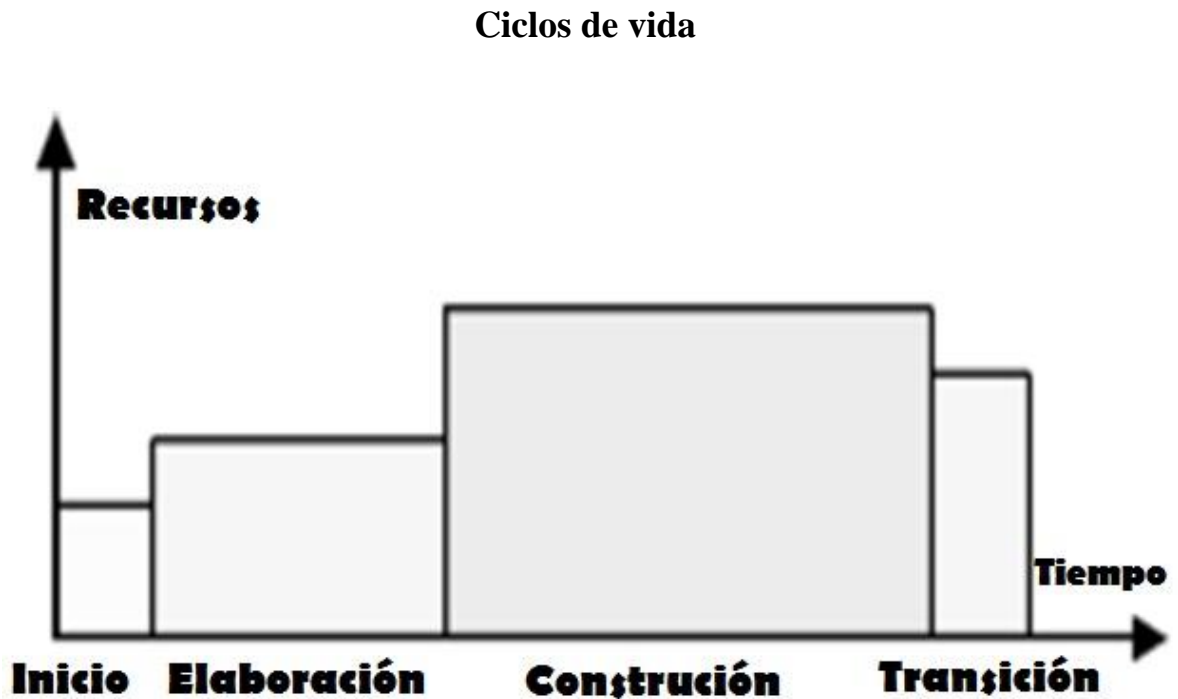 Ciclos de vida
Recursos
Tiempo
Inicio Elaboración Construción Transición